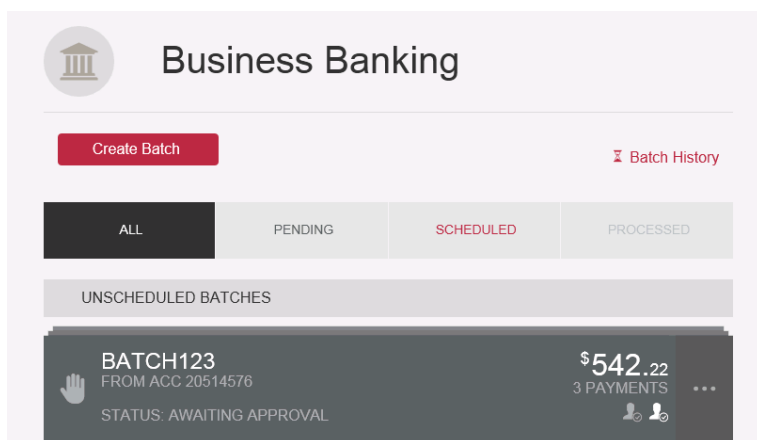 Business Banking
Create Batch
Batch History
ALL PENDING SCHEDULED PROCESSED
UNSCHEDULED BATCHES
BATCH123 $542.22
FROM ACC 20514576 3 PAYMENTS
STATUS: AWAITING APPROVAL